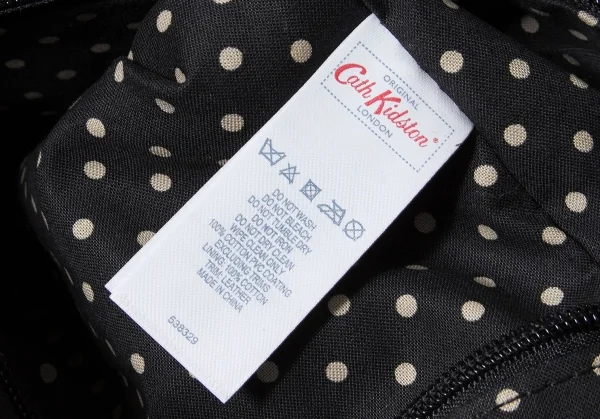 ORIGINAL
Cath Kidston®
LONDON
DO NOT WASH
DO NOT BLEACH
DO NOT TUMBLE DRY
DO NOT IRON
DO NOT DRY CLEAN
WIPE CLEAN ONLY
100% COTTON PVC COATING
EXCLUDING TRIMS
LINING: 100% COTTON
TRIM: LEATHER
MADE IN CHINA
538329